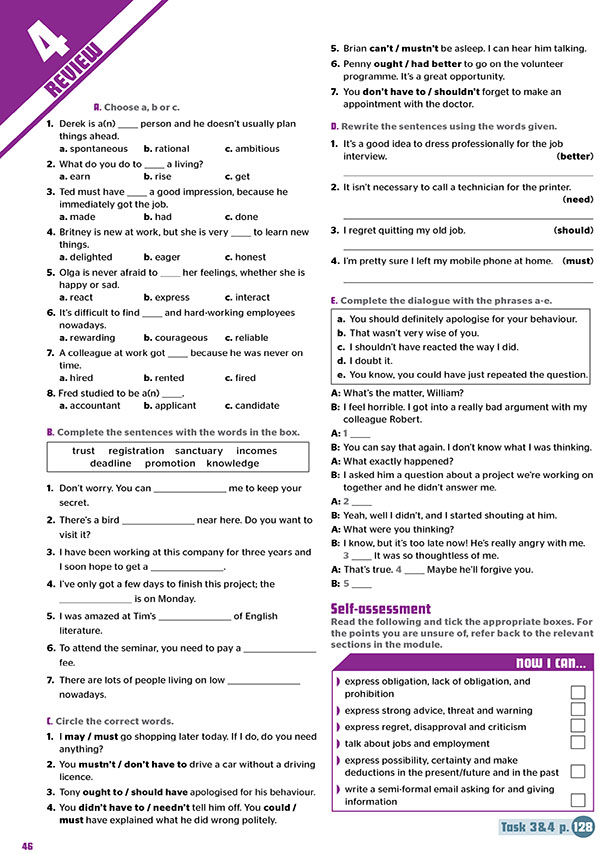 4
REVIEW
A. Choose a, b or c.
1. Derek is a(n) ____ person and he doesn't usually plan
things ahead.
a. spontaneous b. rational c. ambitious
2. What do you do to ____ a living?
a. earn b. rise c. get
3. Ted must have ____ a good impression, because he
immediately got the job.
a. made b. had c. done
4. Britney is new at work, but she is very ____ to learn new
things.
a. delighted b. eager c. honest
5. Olga is never afraid to ____ her feelings, whether she is
happy or sad.
a. react b. express c. interact
6. It's difficult to find ____ and hard-working employees
nowadays.
a. rewarding b. courageous c. reliable
7. A colleague at work got ____ because he was never on
time.
a. hired b. rented c. fired
8. Fred studied to be a(n) ____.
a. accountant b. applicant c. candidate
B. Complete the sentences with the words in the box.
trust registration sanctuary incomes
deadline promotion knowledge
1. Don't worry. You can ______________ me to keep your
secret.
2. There's a bird ______________ near here. Do you want to
visit it?
3. I have been working at this company for three years and
I soon hope to get a ______________.
4. I've only got a few days to finish this project; the
______________ is on Monday.
5. I was amazed at Tim's ______________ of English
literature.
6. To attend the seminar, you need to pay a ______________
fee.
7. There are lots of people living on low ______________
nowadays.
C. Circle the correct words.
1. I may / must go shopping later today. If I do, do you need
anything?
2. You mustn't / don't have to drive a car without a driving
licence.
3. Tony ought to / should have apologised for his behaviour.
4. You didn't have to / needn't tell him off. You could /
must have explained what he did wrong politely.
5. Brian can't / mustn't be asleep. I can hear him talking.
6. Penny ought / had better to go on the volunteer
programme. It's a great opportunity.
7. You don't have to / shouldn't forget to make an
appointment with the doctor.
D. Rewrite the sentences using the words given.
1. It's a good idea to dress professionally for the job
interview. (better)
2. It isn't necessary to call a technician for the printer.
(need)
3. I regret quitting my old job. (should)
4. I'm pretty sure I left my mobile phone at home. (must)
E. Complete the dialogue with the phrases a-e.
a. You should definitely apologise for your behaviour.
b. That wasn't very wise of you.
c. I shouldn't have reacted the way I did.
d. I doubt it.
e. You know, you could have just repeated the question.
A: What's the matter, William?
B: I feel horrible. I got into a really bad argument with my
colleague Robert.
A: 1 ____
B: You can say that again. I don't know what I was thinking.
A: What exactly happened?
B: I asked him a question about a project we're working on
together and he didn't answer me.
A: 2 ____
B: Yeah, well I didn't, and I started shouting at him.
A: What were you thinking?
B: I know, but it's too late now! He's really angry with me.
3 ____ It was so thoughtless of me.
A: That's true. 4 ____ Maybe he'll forgive you.
B: 5 ____
Self-assessment
Read the following and tick the appropriate boxes. For
the points you are unsure of, refer back to the relevant
sections in the module.
NOW I CAN...
express obligation, lack of obligation, and
prohibition
express strong advice, threat and warning
express regret, disapproval and criticism
talk about jobs and employment
express possibility, certainty and make
deductions in the present/future and in the past
write a semi-formal email asking for and giving
information
Task 3&4 p. 128
46